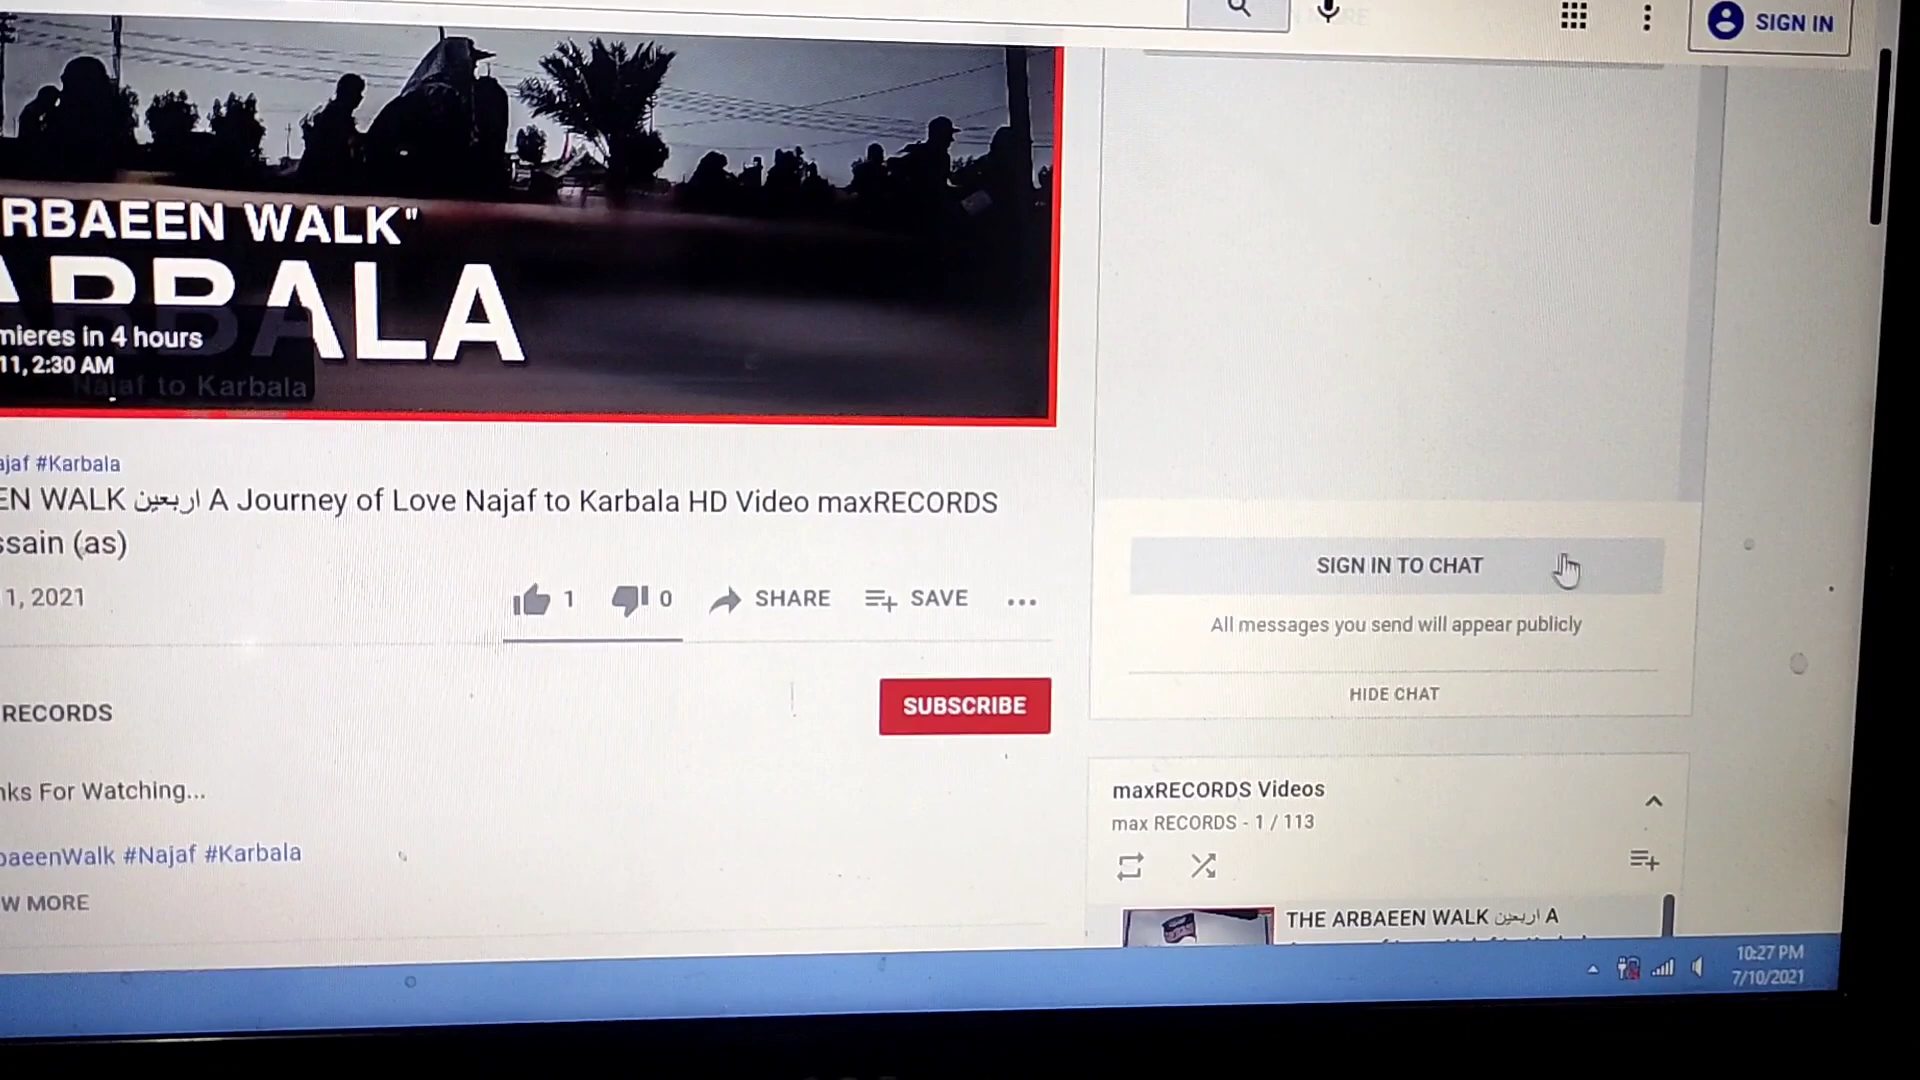 SIGN IN
RBAEEN WALK"
ARBALA
mieres in 4 hours
11, 2:30 AM
Najaf to Karbala
ajaf #Karbala
EN WALK اربعین A Journey of Love Najaf to Karbala HD Video maxRECORDS
ssain (as)
1, 2021
1
0
SHARE
SAVE
RECORDS
SUBSCRIBE
nks For Watching...
baeenWalk #Najaf #Karbala
W MORE
SIGN IN TO CHAT
All messages you send will appear publicly
HIDE CHAT
maxRECORDS Videos
max RECORDS - 1 / 113
THE ARBAEEN WALK اربعین A
10:27 PM
7/10/2021